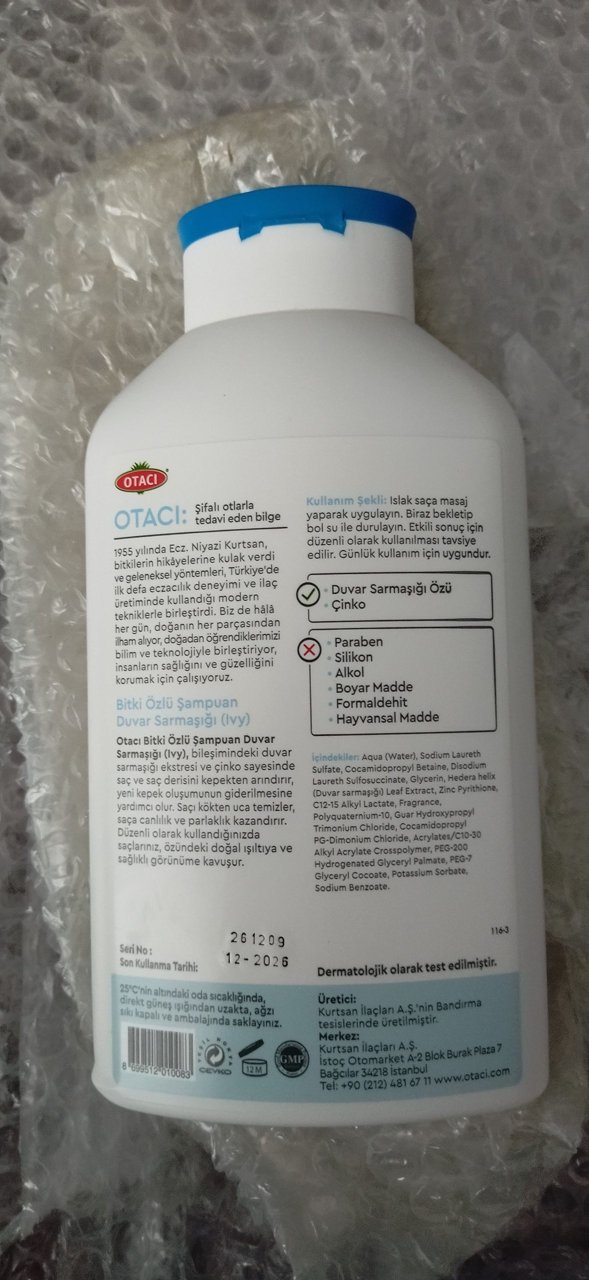 OTACI
OTACI: Şifalı otlarla
tedavi eden bilge
1955 yılında Ecz. Niyazi Kurtsan,
bitkilerin hikâyelerine kulak verdi
ve geleneksel yöntemleri, Türkiye'de
ilk defa eczacılık deneyimi ve ilaç
üretiminde kullandığı modern
tekniklerle birleştirdi. Biz de hâlâ
her gün, doğanın her parçasından
ilham alıyor, doğadan öğrendiklerimizi
bilim ve teknolojiyle birleştiriyor,
insanların sağlığını ve güzelliğini
korumak için çalışıyoruz.
Bitki Özlü Şampuan
Duvar Sarmaşığı (Ivy)
Otacı Bitki Özlü Şampuan Duvar
Sarmaşığı (Ivy), bileşimindeki duvar
sarmaşığı ekstresi ve çinko sayesinde
saç ve saç derisini kepekten arındırır,
yeni kepek oluşumunun giderilmesine
yardımcı olur. Saçı kökten uca temizler,
saça canlılık ve parlaklık kazandırır.
Düzenli olarak kullandığınızda
saçlarınız, özündeki doğal ışıltıya ve
sağlıklı görünüme kavuşur.
Seri No : 261209
Son Kullanma Tarihi: 12-2026
25°C'nin altındaki oda sıcaklığında,
direkt güneş ışığından uzakta, ağzı
sıkı kapalı ve ambalajında saklayınız.
8 699512 010083
YEŞİL NOKTA
ÇEVKO
12 M
GMP
Kullanım Şekli: Islak saça masaj
yaparak uygulayın. Biraz bekletip
bol su ile durulayın. Etkili sonuç için
düzenli olarak kullanılması tavsiye
edilir. Günlük kullanım için uygundur.
• Duvar Sarmaşığı Özü
• Çinko
• Paraben
• Silikon
• Alkol
• Boyar Madde
• Formaldehit
• Hayvansal Madde
İçindekiler: Aqua (Water), Sodium Laureth
Sulfate, Cocamidopropyl Betaine, Disodium
Laureth Sulfosuccinate, Glycerin, Hedera helix
(Duvar sarmaşığı) Leaf Extract, Zinc Pyrithione,
C12-15 Alkyl Lactate, Fragrance,
Polyquaternium-10, Guar Hydroxypropyl
Trimonium Chloride, Cocamidopropyl
PG-Dimonium Chloride, Acrylates/C10-30
Alkyl Acrylate Crosspolymer, PEG-200
Hydrogenated Glyceryl Palmate, PEG-7
Glyceryl Cocoate, Potassium Sorbate,
Sodium Benzoate.
116-3
Dermatolojik olarak test edilmiştir.
Üretici:
Kurtsan İlaçları A.Ş.'nin Bandırma
tesislerinde üretilmiştir.
Merkez:
Kurtsan İlaçları A.Ş.
İstoç Otomarket A-2 Blok Burak Plaza 7
Bağcılar 34218 İstanbul
Tel: +90 (212) 481 67 11 www.otaci.com